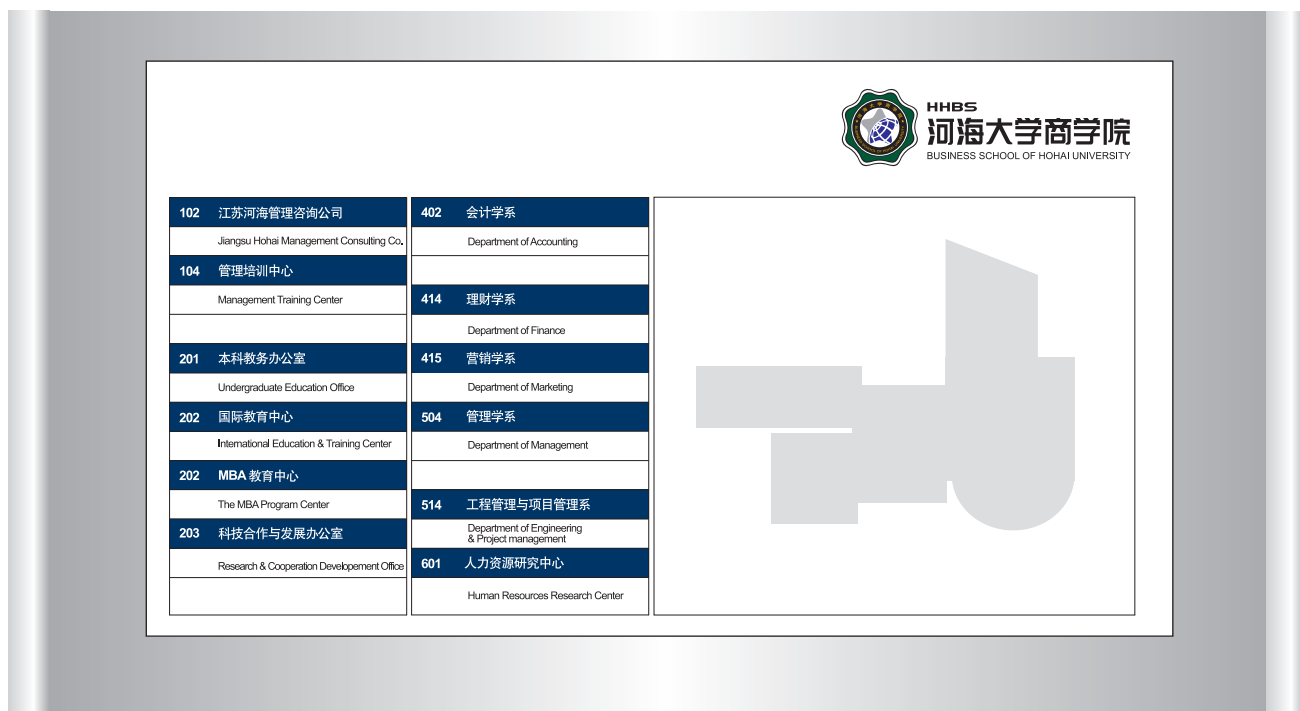 HHBS
河海大学商学院
BUSINESS SCHOOL OF HOHAI UNIVERSITY
102 江苏河海管理咨询公司
Jiangsu Hohai Management Consulting Co.
104 管理培训中心
Management Training Center
201 本科教务办公室
Undergraduate Education Office
202 国际教育中心
International Education & Training Center
202 MBA 教育中心
The MBA Program Center
203 科技合作与发展办公室
Research & Cooperation Developement Office
402 会计学系
Department of Accounting
414 理财学系
Department of Finance
415 营销学系
Department of Marketing
504 管理学系
Department of Management
514 工程管理与项目管理系
Department of Engineering
& Project management
601 人力资源研究中心
Human Resources Research Center